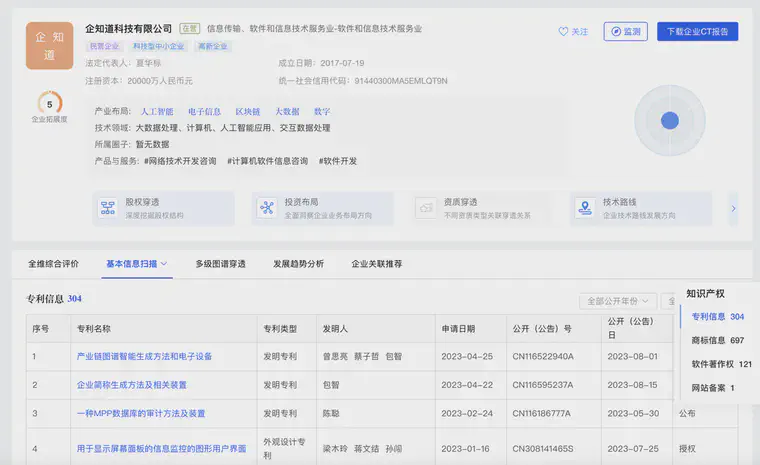 企知道
企知道科技有限公司 在营 信息传输、软件和信息技术服务业-软件和信息技术服务业
民营企业 科技型中小企业 高新企业
关注 监测 下载企业CT报告
法定代表人: 夏华标 成立日期: 2017-07-19
注册资本: 20000万人民币元 统一社会信用代码: 91440300MA5EMLQT9N
5
企业拓展度
产业布局: 人工智能 电子信息 区块链 大数据 数字
技术领域: 大数据处理、计算机、人工智能应用、交互数据处理
所属圈子: 暂无数据
产品与服务: #网络技术开发咨询 #计算机软件信息咨询 #软件开发
股权穿透 投资布局 资质穿透 技术路线
深度挖掘股权结构 全面洞察企业业务布局方向 不同资质类型关联穿透关系 企业技术路线发展方向
全维综合评价 基本信息扫描 多级图谱穿透 发展趋势分析 企业关联推荐
专利信息 304
全部公开年份 全
序号 专利名称 专利类型 发明人 申请日期 公开（公告）号 公开（公告）日
1 产业链图谱智能生成方法和电子设备 发明专利 曾思亮 蔡子哲 包智 2023-04-25 CN116522940A 2023-08-01
2 企业简称生成方法及相关装置 发明专利 包智 2023-04-22 CN116595237A 2023-08-15
3 一种MPP数据库的审计方法及装置 发明专利 陈聪 2023-02-24 CN116186777A 2023-05-30 公布
4 用于显示屏幕面板的信息监控的图形用户界面 外观设计专利 梁木玲 蒋文结 孙闯 2023-01-16 CN308141465S 2023-07-25 授权
知识产权
专利信息 304
商标信息 697
软件著作权 121
网站备案 1